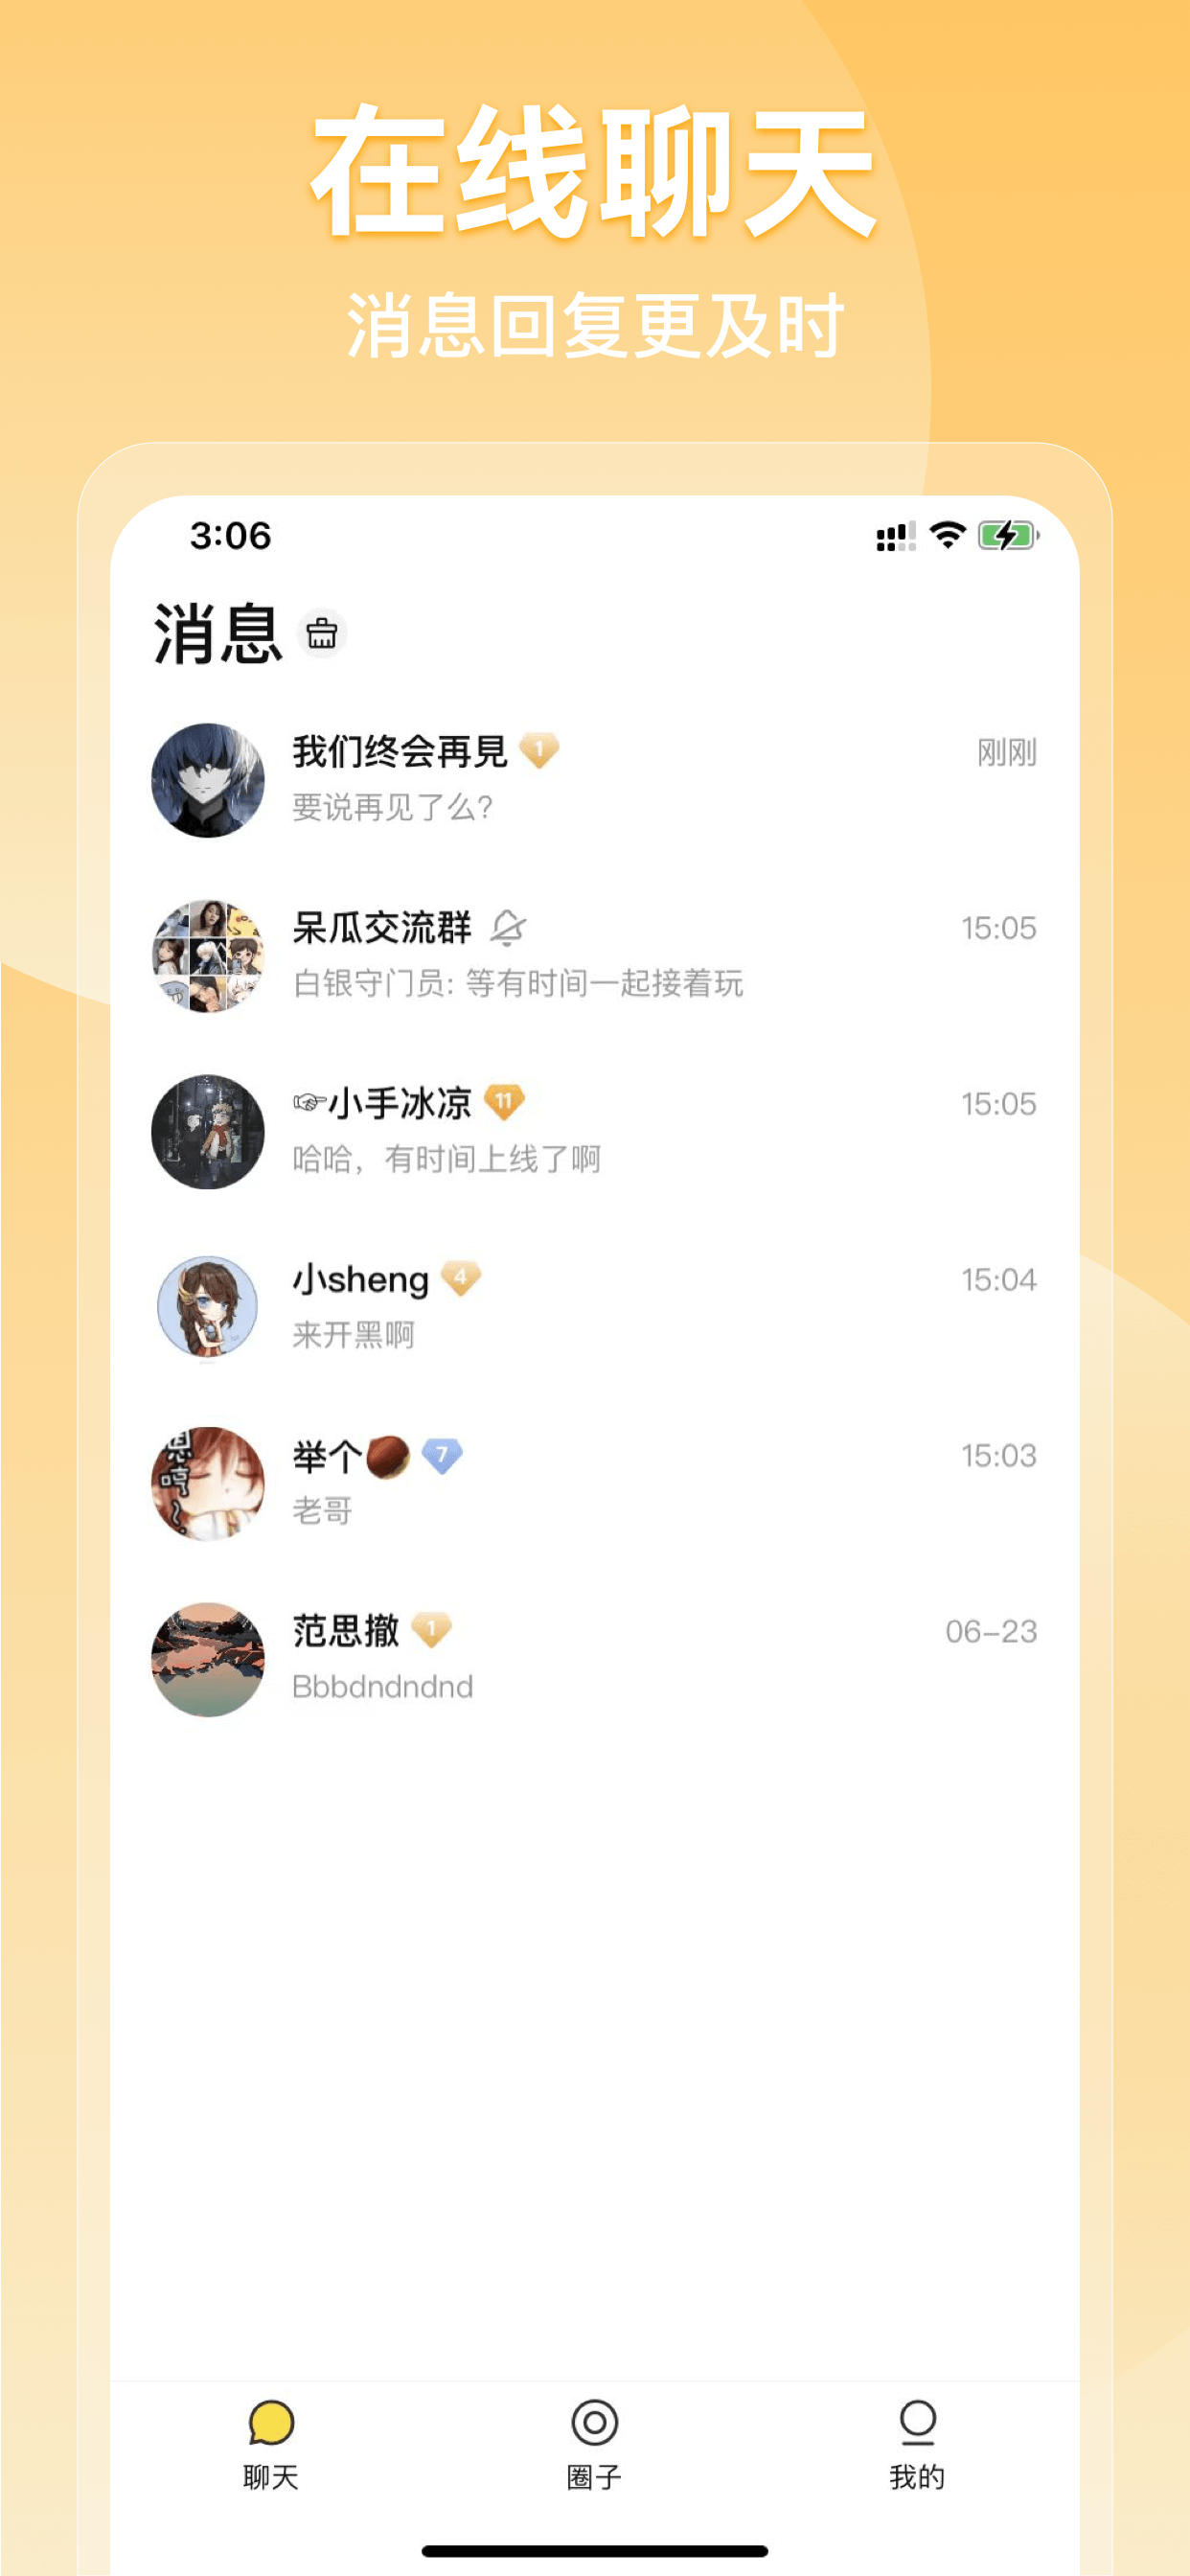 在线聊天
消息回复更及时
3:06
消息
我们终会再見 1
刚刚
要说再见了么?
呆瓜交流群
15:05
白银守门员: 等有时间一起接着玩
👉小手冰凉 11
15:05
哈哈，有时间上线了啊
小sheng 4
15:04
来开黑啊
举个🌰 7
15:03
老哥
范思撤 1
06-23
Bbbdndndnd
聊天
圈子
我的